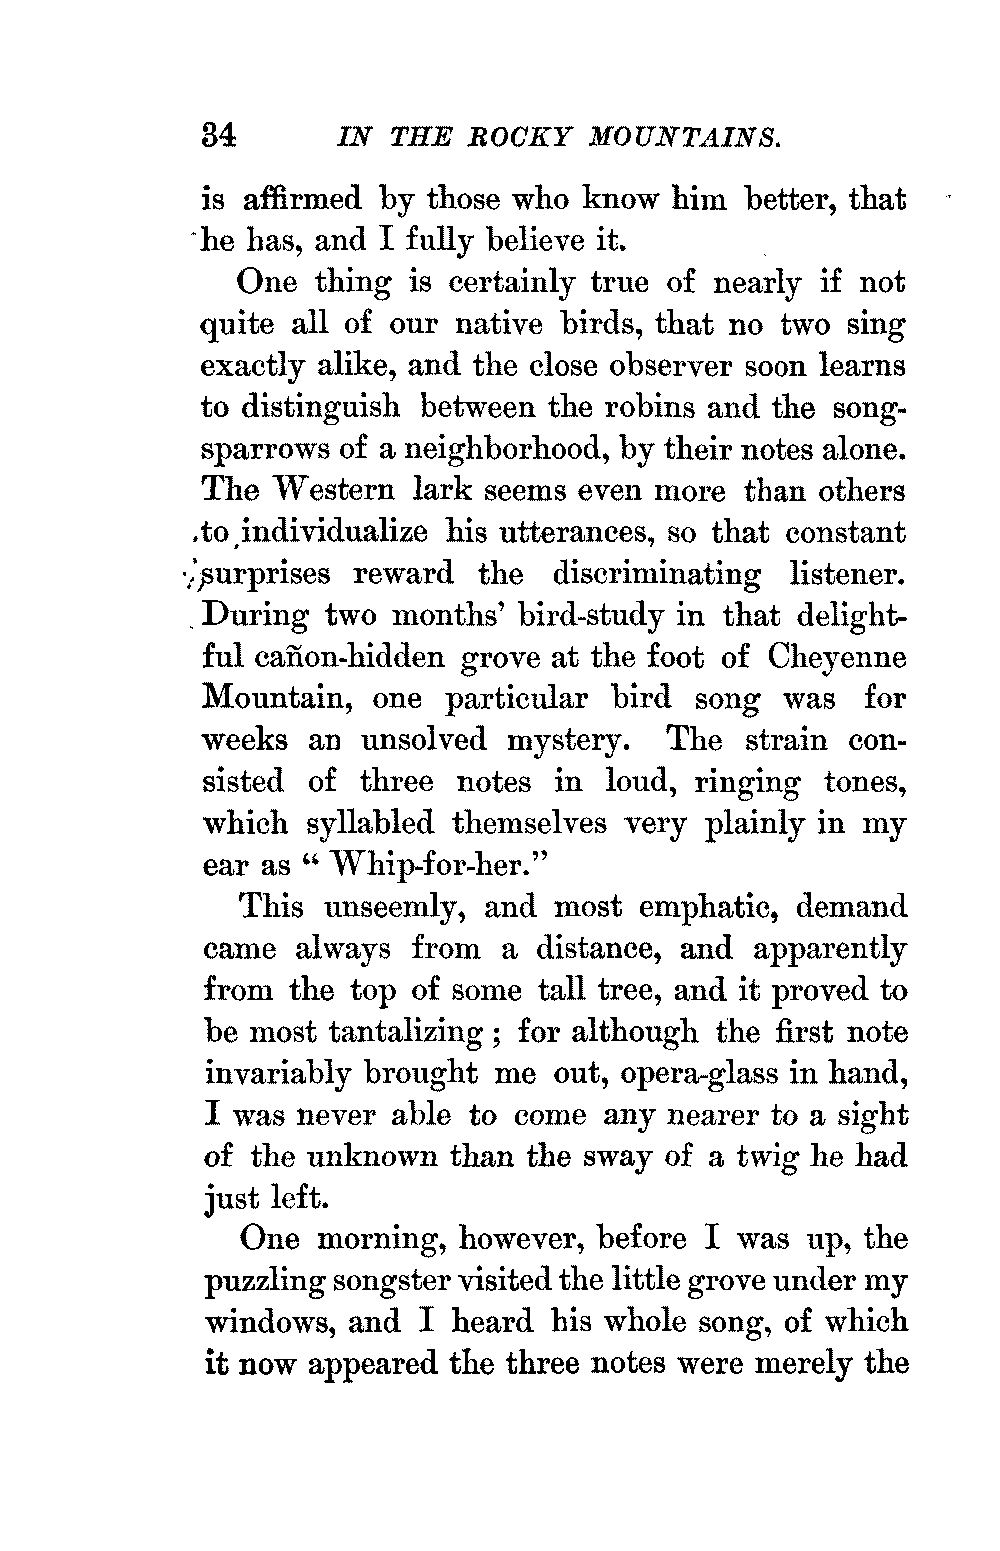 34 IN THE ROCKY MOUNTAINS.
is affirmed by those who know him better, that
he has, and I fully believe it.
One thing is certainly true of nearly if not
quite all of our native birds, that no two sing
exactly alike, and the close observer soon learns
to distinguish between the robins and the song-
sparrows of a neighborhood, by their notes alone.
The Western lark seems even more than others
to individualize his utterances, so that constant
surprises reward the discriminating listener.
During two months' bird-study in that delight-
ful cañon-hidden grove at the foot of Cheyenne
Mountain, one particular bird song was for
weeks an unsolved mystery. The strain con-
sisted of three notes in loud, ringing tones,
which syllabled themselves very plainly in my
ear as “ Whip-for-her.”
This unseemly, and most emphatic, demand
came always from a distance, and apparently
from the top of some tall tree, and it proved to
be most tantalizing ; for although the first note
invariably brought me out, opera-glass in hand,
I was never able to come any nearer to a sight
of the unknown than the sway of a twig he had
just left.
One morning, however, before I was up, the
puzzling songster visited the little grove under my
windows, and I heard his whole song, of which
it now appeared the three notes were merely the